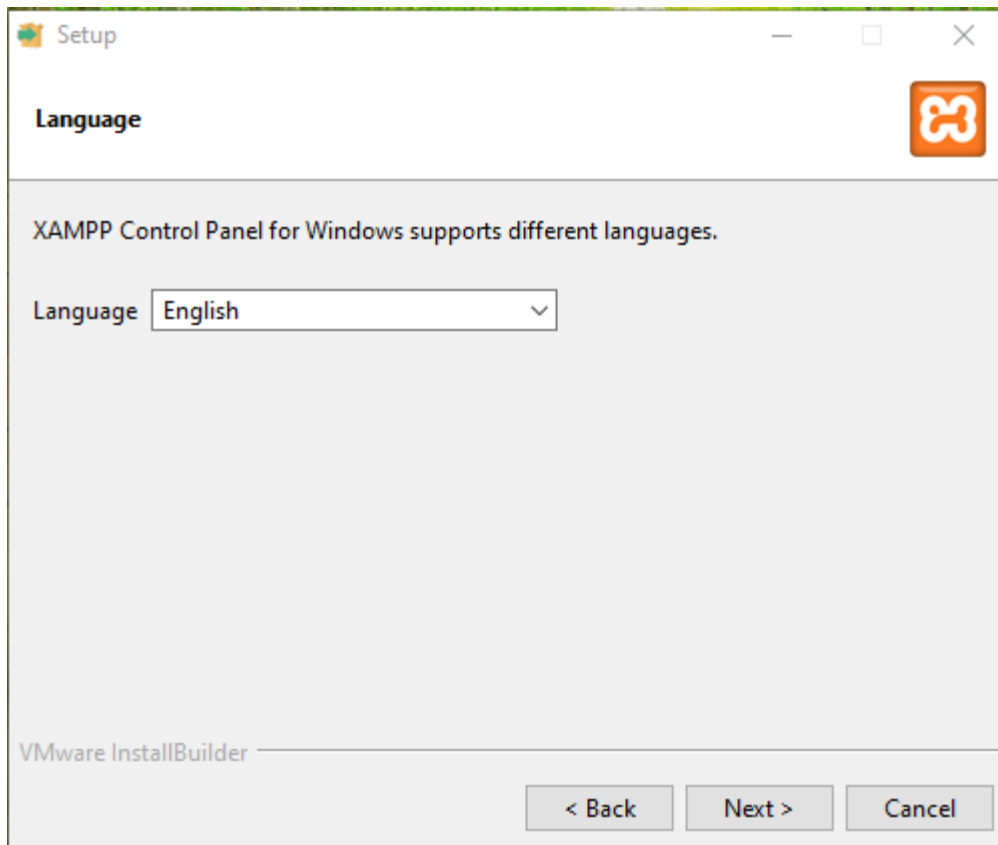 Setup
Language
XAMPP Control Panel for Windows supports different languages.
Language English
VMware InstallBuilder
< Back Next > Cancel